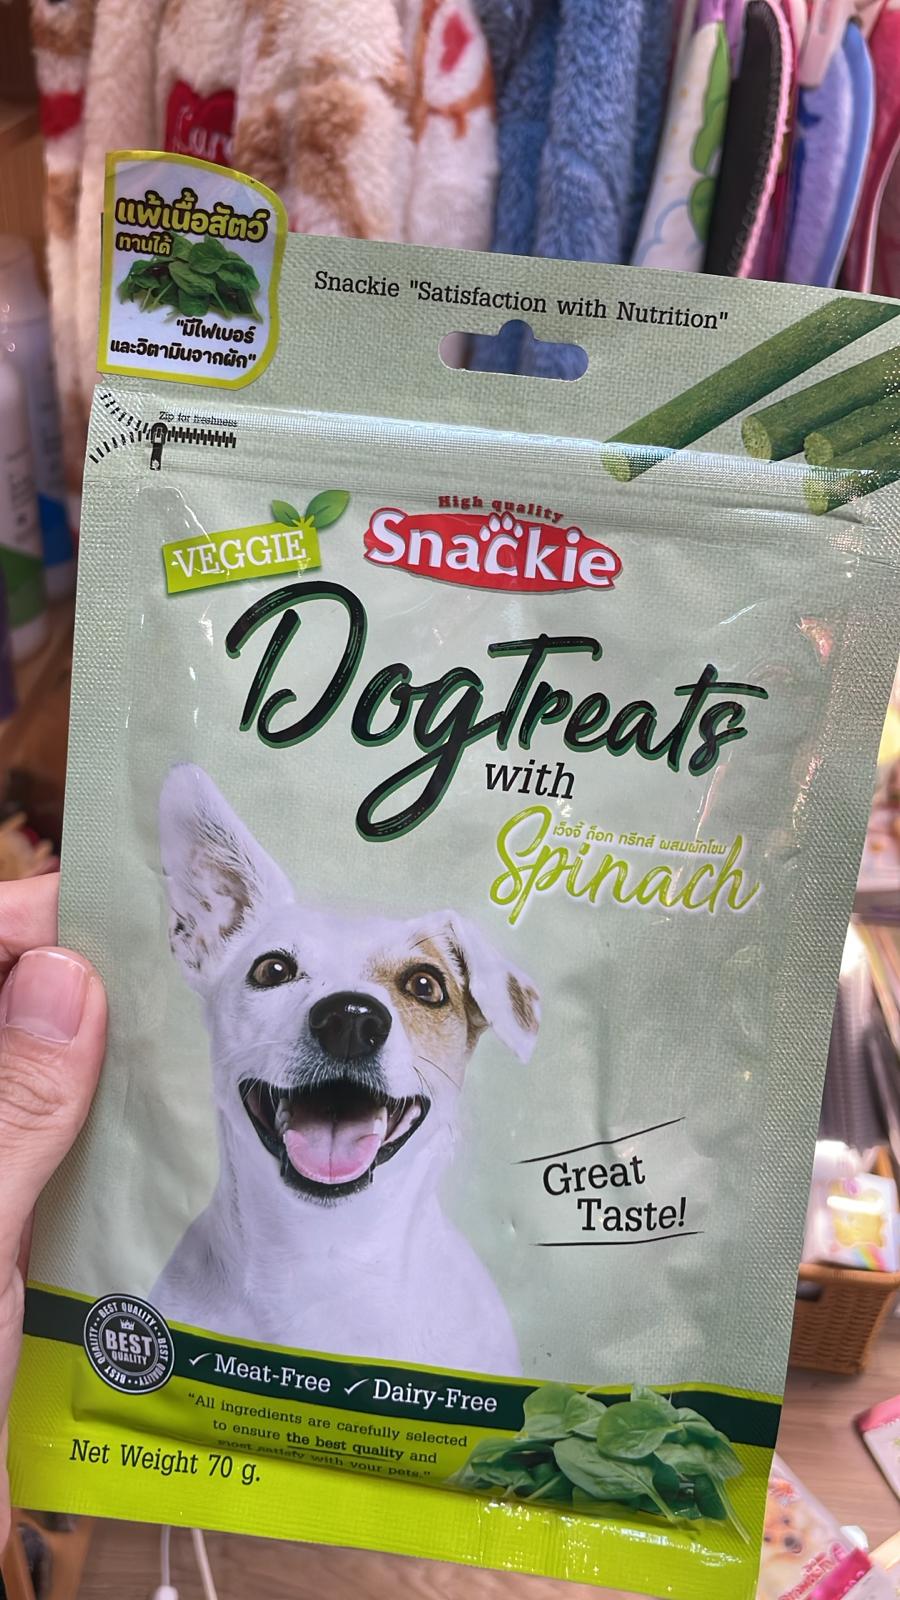 แพ้เนื้อสัตว์
ทานได้
"มีไฟเบอร์
และวิตามินจากผัก"
Snackie "Satisfaction with Nutrition"
Zip for freshness
VEGGIE
High quality
Snackie
Dog Treats
with
Spinach
เว็จจี้ ด็อก ทรีทส์ ผสมผักโขม
Great
Taste!
BEST QUALITY
BEST
QUALITY
BEST QUALITY
✓ Meat-Free ✓ Dairy-Free
"All ingredients are carefully selected
to ensure the best quality and
most satisfy with your pets."
Net Weight 70 g.